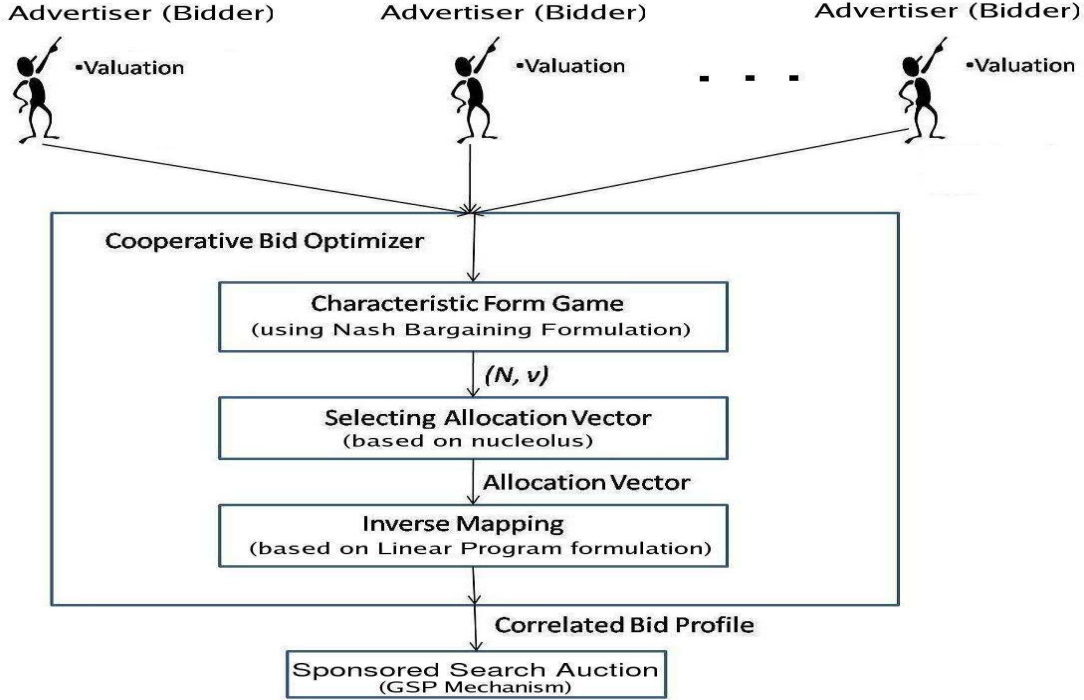 Advertiser (Bidder) Advertiser (Bidder) Advertiser (Bidder)
▪Valuation ▪Valuation ▪Valuation
Cooperative Bid Optimizer
Characteristic Form Game
(using Nash Bargaining Formulation)
(N, v)
Selecting Allocation Vector
(based on nucleolus)
Allocation Vector
Inverse Mapping
(based on Linear Program formulation)
Correlated Bid Profile
Sponsored Search Auction
(GSP Mechanism)